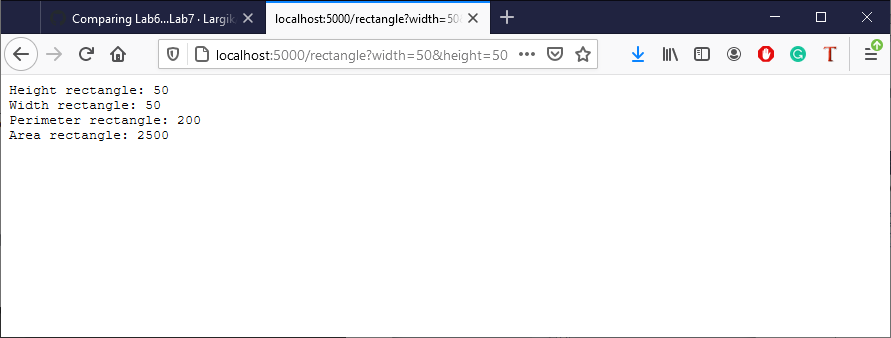 Comparing Lab6...Lab7 · Largik
localhost:5000/rectangle?width=50&
localhost:5000/rectangle?width=50&height=50
Height rectangle: 50
Width rectangle: 50
Perimeter rectangle: 200
Area rectangle: 2500